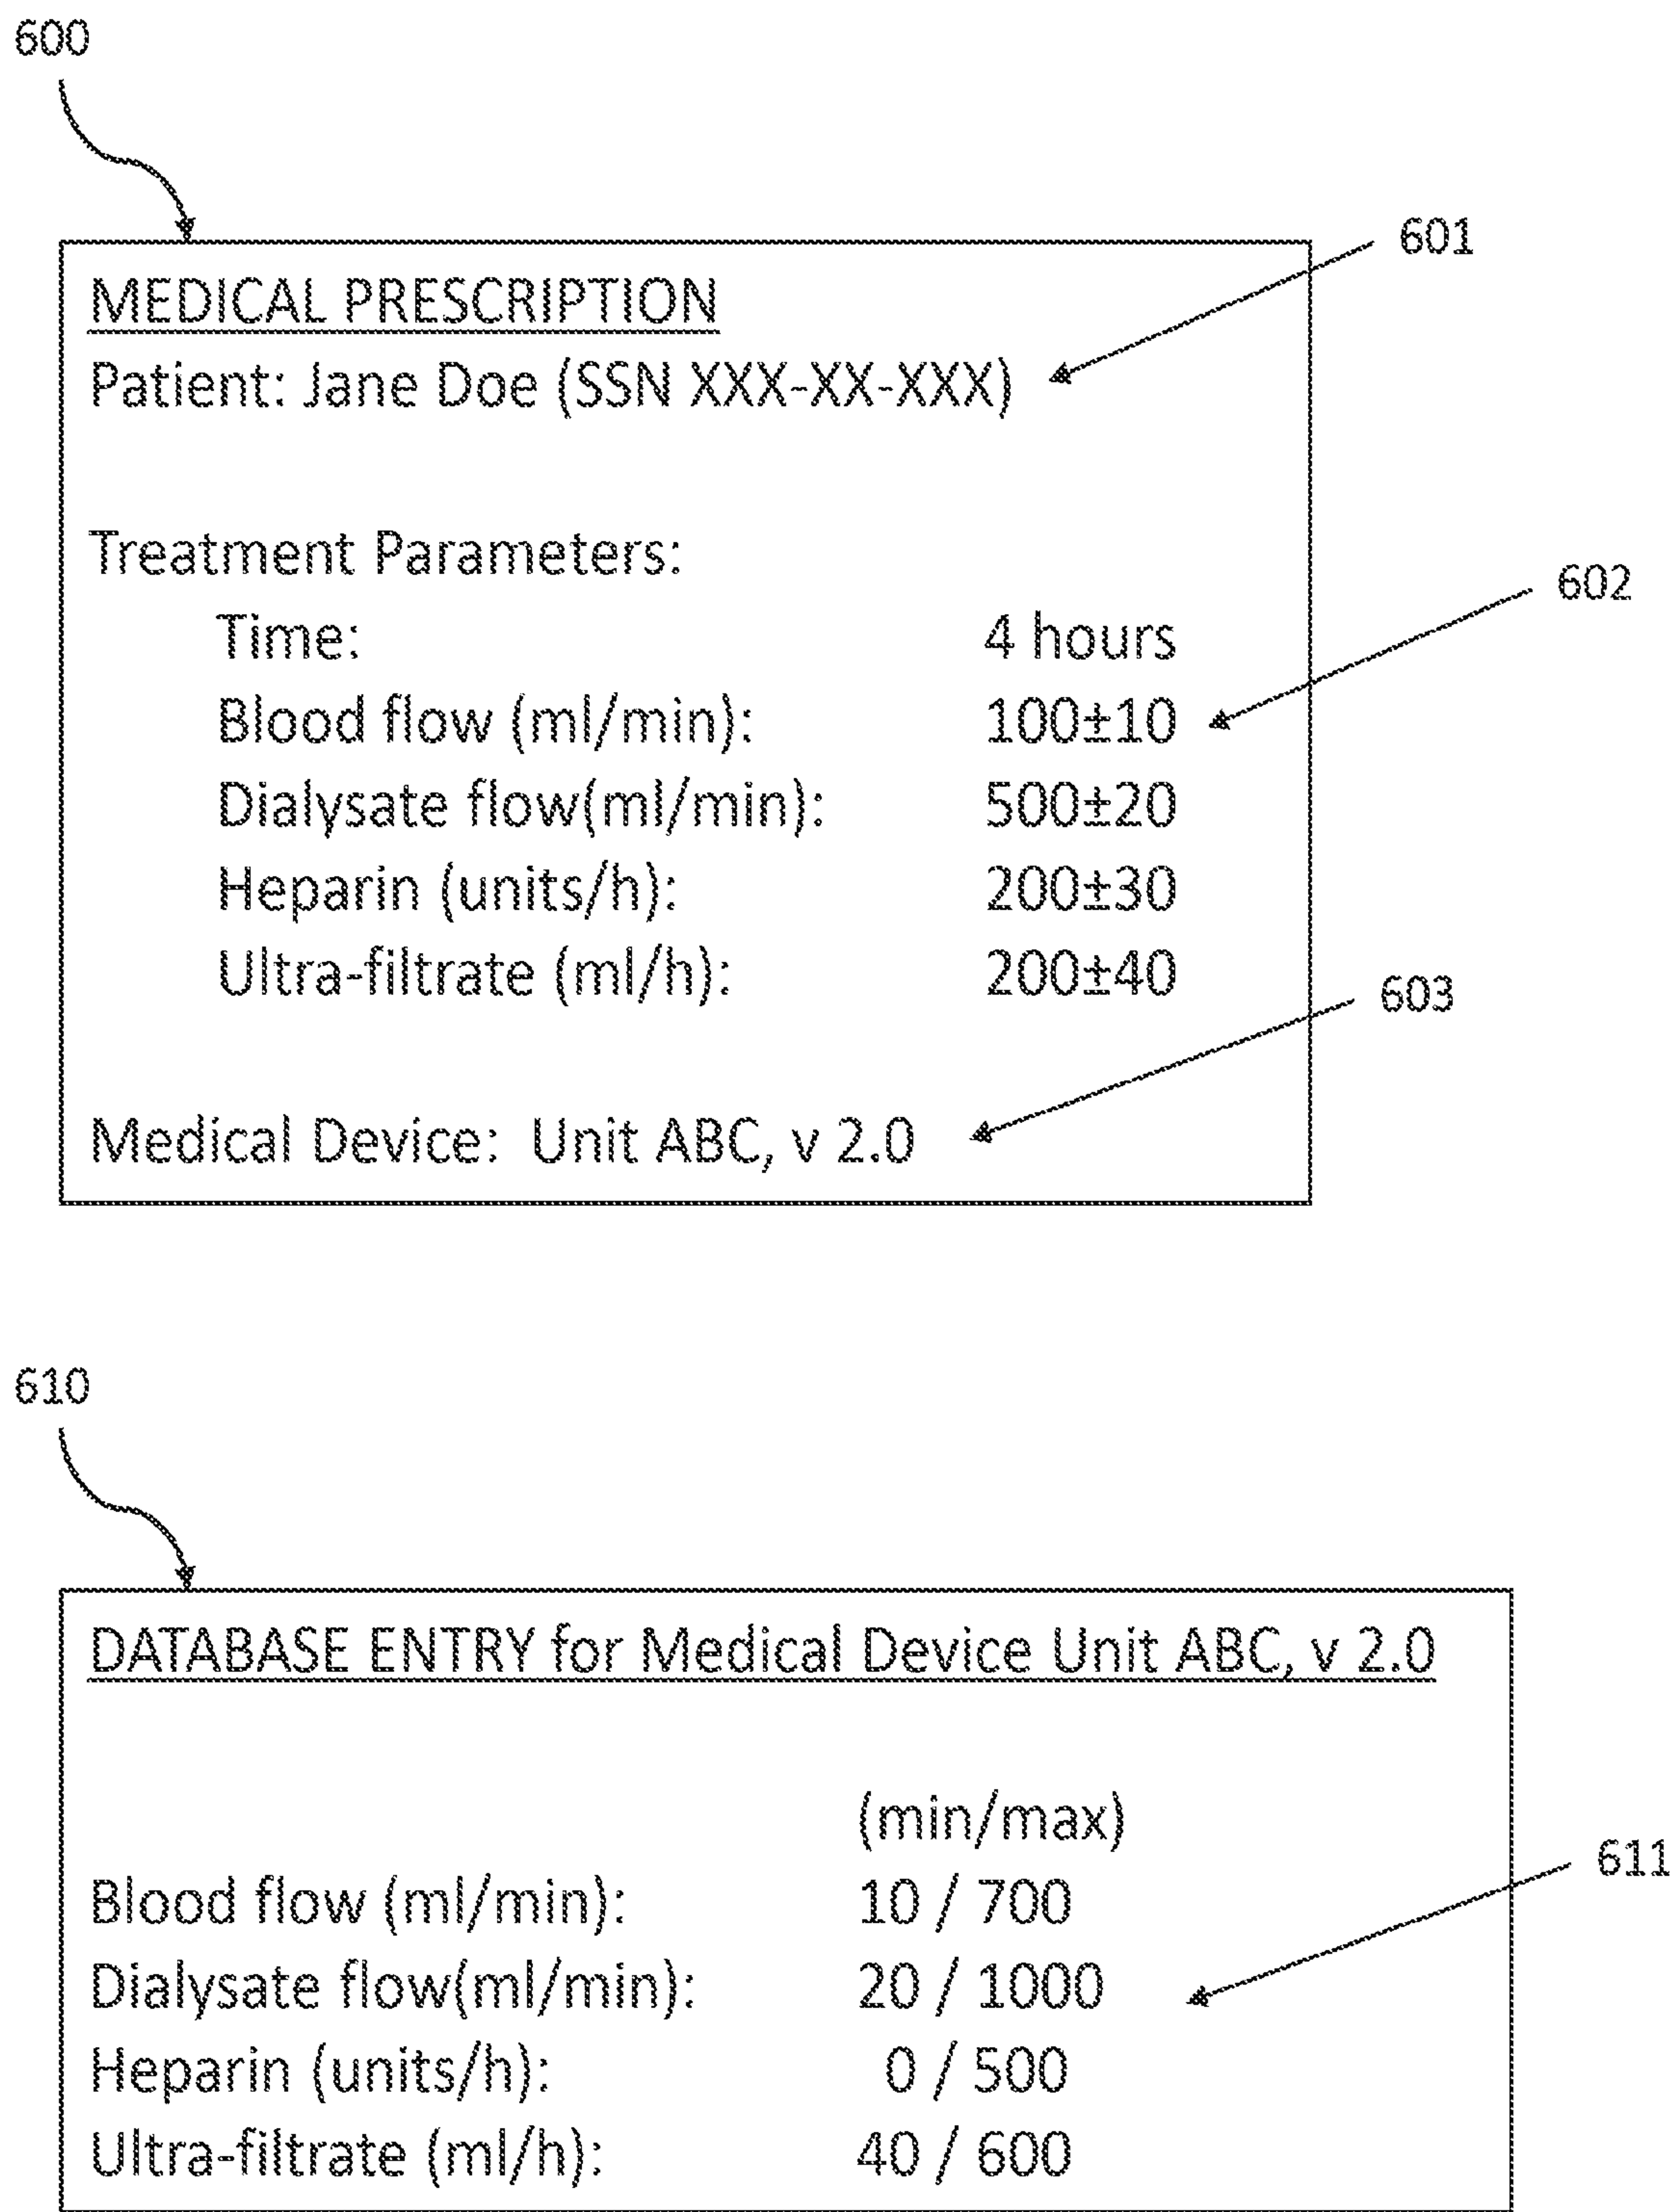 600
601
MEDICAL PRESCRIPTION
Patient: Jane Doe (SSN XXX-XX-XXX)
Treatment Parameters:
602
Time: 4 hours
Blood flow (ml/min): 100±10
Dialysate flow(ml/min): 500±20
Heparin (units/h): 200±30
Ultra-filtrate (ml/h): 200±40
603
Medical Device: Unit ABC, v 2.0
610
DATABASE ENTRY for Medical Device Unit ABC, v 2.0
(min/max)
611
Blood flow (ml/min): 10 / 700
Dialysate flow(ml/min): 20 / 1000
Heparin (units/h): 0 / 500
Ultra-filtrate (ml/h): 40 / 600